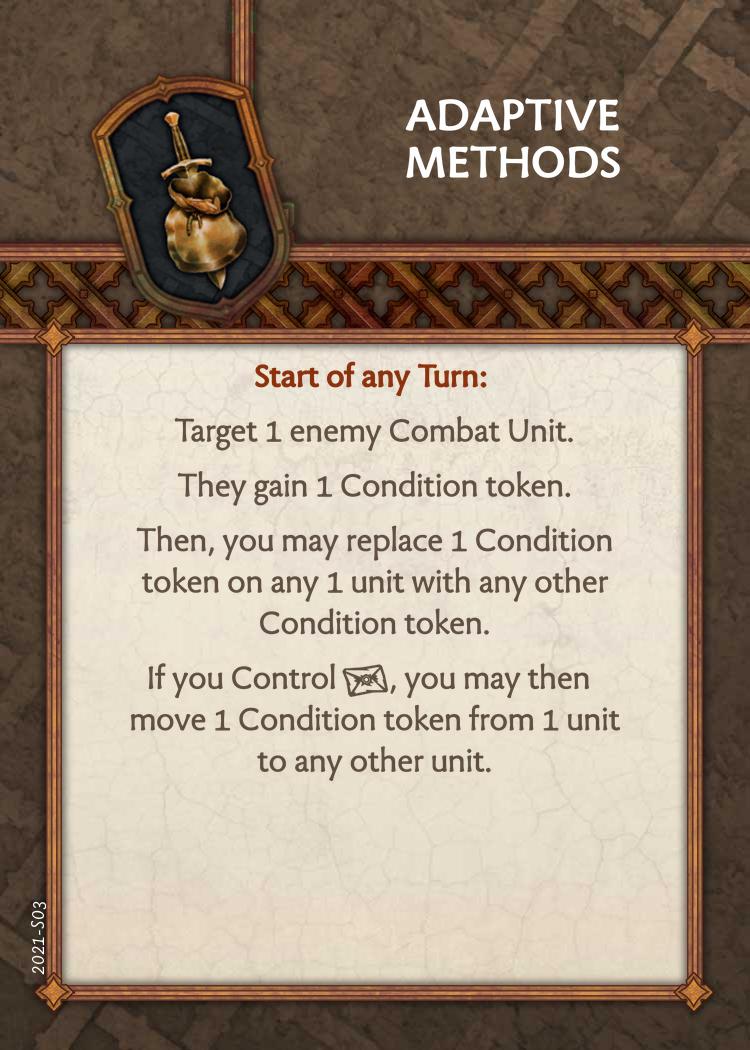 ADAPTIVE
METHODS
Start of any Turn:
Target 1 enemy Combat Unit.
They gain 1 Condition token.
Then, you may replace 1 Condition
token on any 1 unit with any other
Condition token.
If you Control , you may then
move 1 Condition token from 1 unit
to any other unit.
2021-S03